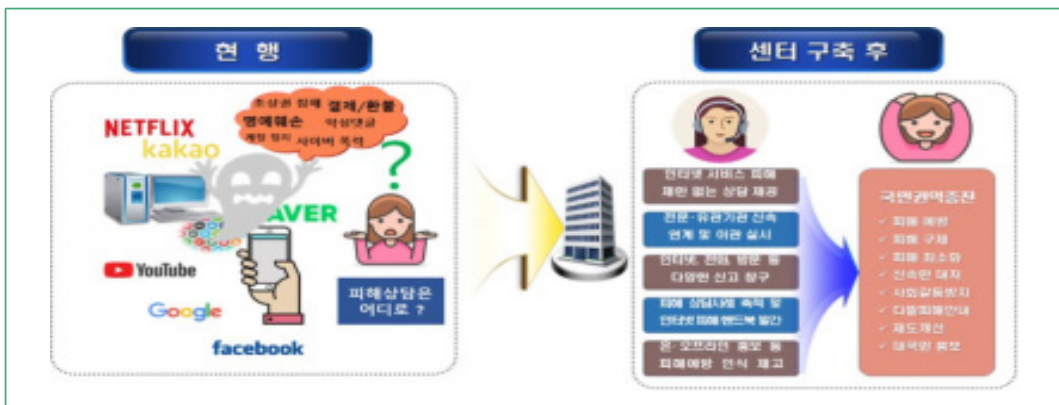 현 행
센터 구축 후
초상권 침해 결제/환불
명예훼손 악성댓글
계정 정지 사이버 폭력
NETFLIX
kakao
?
AVER
YouTube
Google
facebook
피해상담은
어디로 ?
인터넷 서비스 피해
제한 없는 상담 제공
전문·유관기관 신속
연계 및 이관 실시
인터넷, 전화, 방문 등
다양한 신고 창구
피해 상담사례 축적 및
인터넷 피해 핸드북 발간
온·오프라인 홍보 등
피해예방 인식 제고
국민권익증진
✓ 피해 예방
✓ 피해 구제
✓ 피해 최소화
✓ 신속한 대처
✓ 사회갈등방지
✓ 다발피해안내
✓ 제도개선
✓ 대국민 홍보